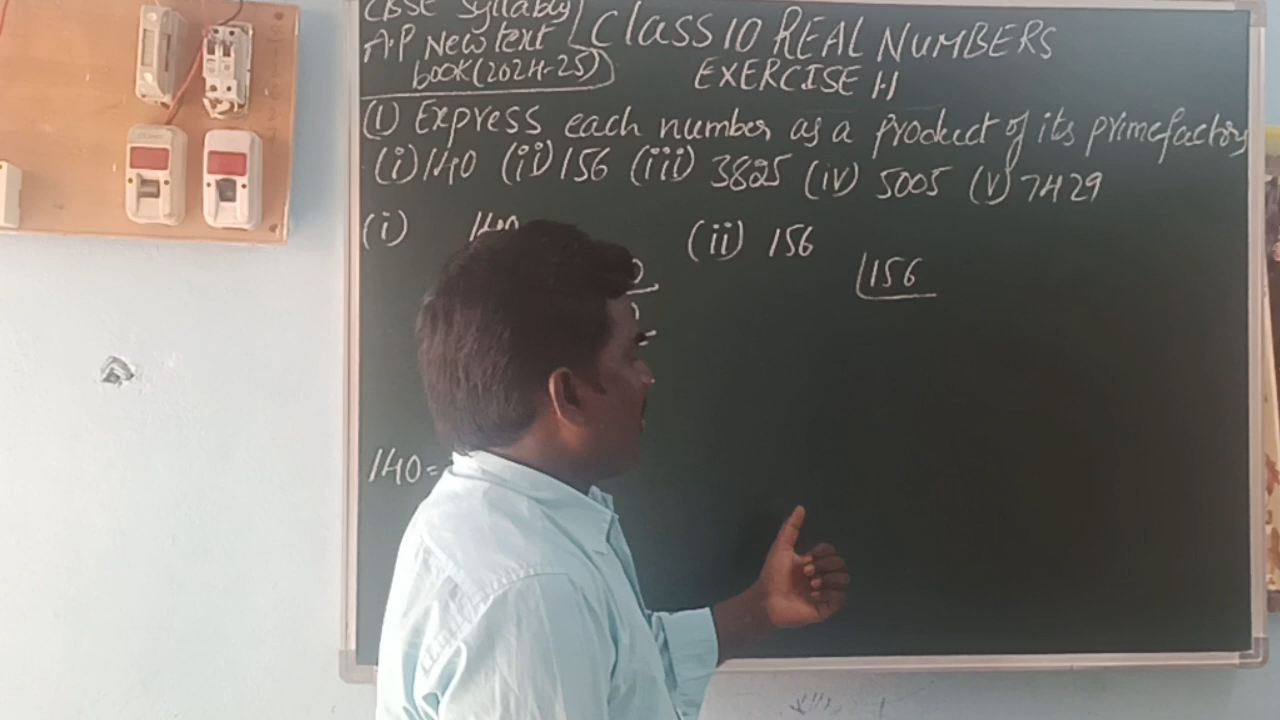 CBSE Syllaby
A.P New text
book (2024-25)
Class 10 REAL NUMBERS
EXERCISE 1.1
(1) Express each number as a product of its prime factors
(i) 140 (ii) 156 (iii) 3825 (iv) 5005 (v) 7429
(i) 140
(ii) 156
156
140=